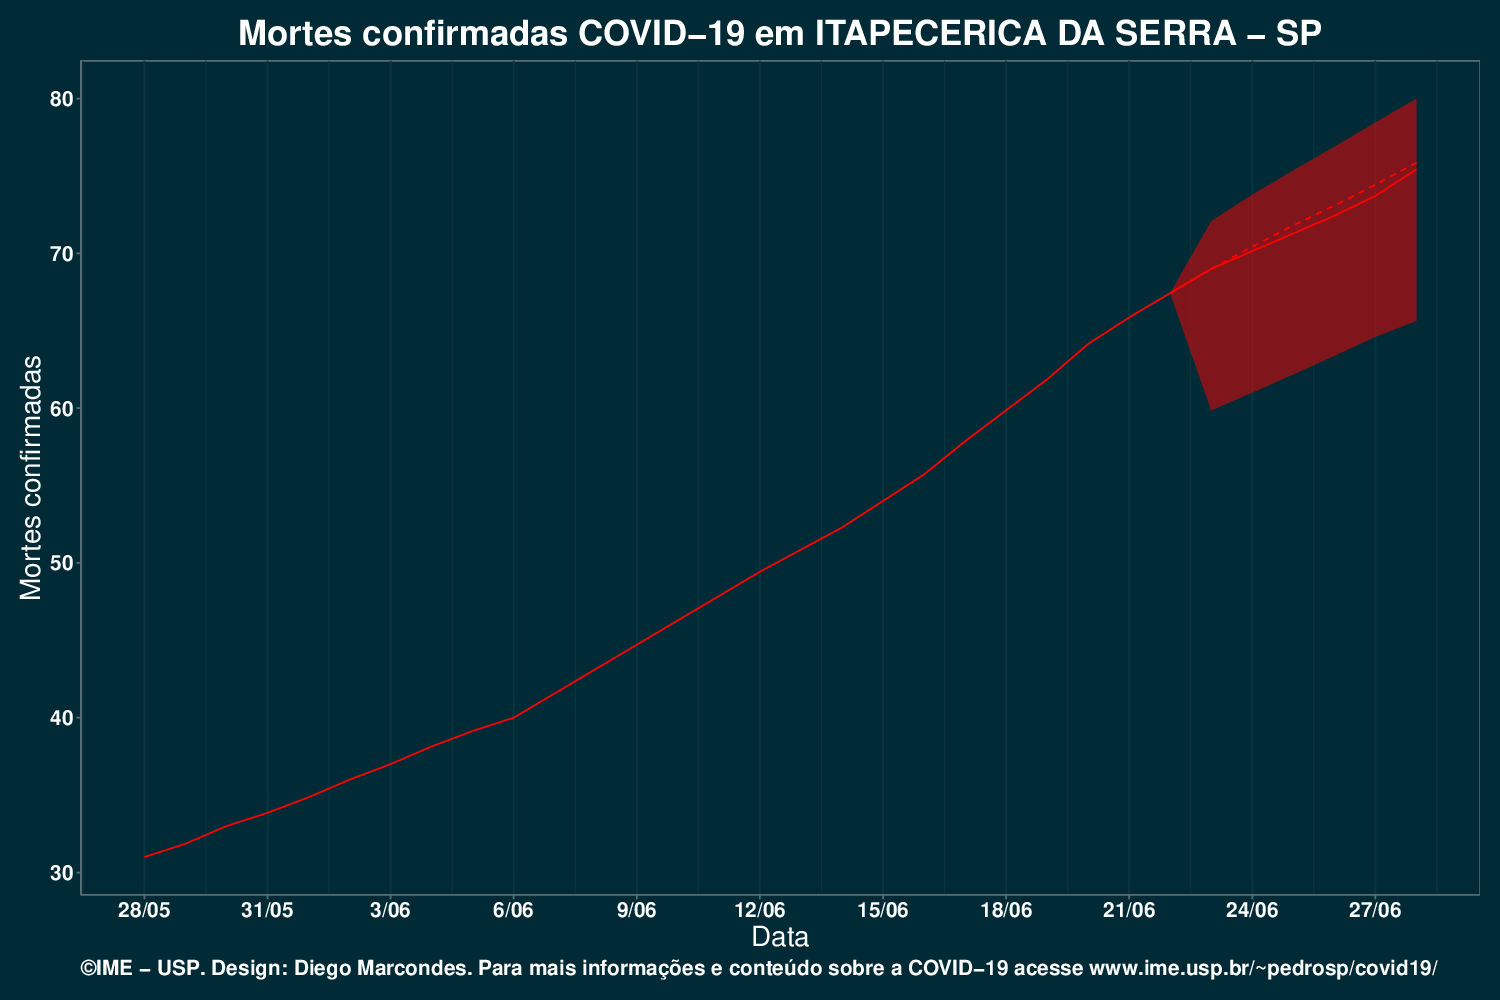 Mortes confirmadas COVID−19 em ITAPECERICA DA SERRA − SP
Mortes confirmadas
80
70
60
50
40
30
28/05 31/05 3/06 6/06 9/06 12/06 15/06 18/06 21/06 24/06 27/06
Data
©IME − USP. Design: Diego Marcondes. Para mais informações e conteúdo sobre a COVID−19 acesse www.ime.usp.br/~pedrosp/covid19/